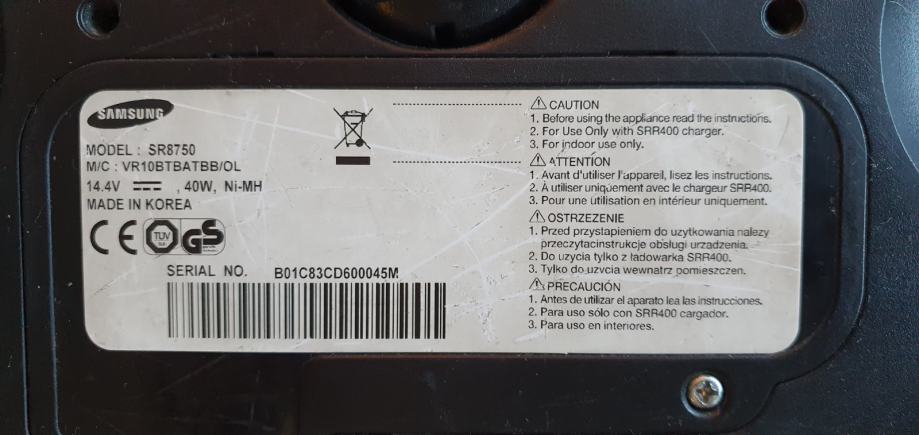 SAMSUNG
MODEL : SR8750
M/C : VR10BTBATBB/OL
14.4V , 40W, Ni-MH
MADE IN KOREA
CE TÜV GS
SERIAL NO. B01C83CD600045M
CAUTION
1. Before using the appliance read the instructions.
2. For Use Only with SRR400 charger.
3. For indoor use only.
ATTENTION
1. Avant d'utiliser l'appareil, lisez les instructions.
2. À utiliser uniquement avec le chargeur SRR400.
3. Pour une utilisation en intérieur uniquement.
OSTRZEZENIE
1. Przed przystapieniem do uzytkowania nalezy
przeczytacinstrukcje obslugi urzadzenia.
2. Do uzycia tylko z ładowarka SRR400.
3. Tylko do uzycia wewnatrz pomieszczen.
PRECAUCIÓN
1. Antes de utilizar el aparato lea las instrucciones.
2. Para uso sólo con SRR400 cargador.
3. Para uso en interiores.